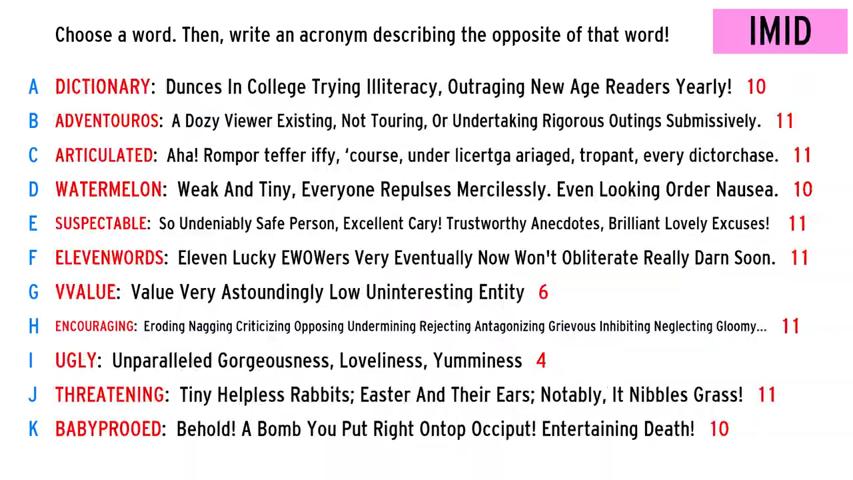 Choose a word. Then, write an acronym describing the opposite of that word!
IMID
A DICTIONARY: Dunces In College Trying Illiteracy, Outraging New Age Readers Yearly! 10
B ADVENTOUROS: A Dozy Viewer Existing, Not Touring, Or Undertaking Rigorous Outings Submissively. 11
C ARTICULATED: Aha! Rompor teffer iffy, ‘course, under licertga ariaged, tropant, every dictorchase. 11
D WATERMELON: Weak And Tiny, Everyone Repulses Mercilessly. Even Looking Order Nausea. 10
E SUSPECTABLE: So Undeniably Safe Person, Excellent Cary! Trustworthy Anecdotes, Brilliant Lovely Excuses! 11
F ELEVENWORDS: Eleven Lucky EWOWers Very Eventually Now Won't Obliterate Really Darn Soon. 11
G VVALUE: Value Very Astoundingly Low Uninteresting Entity 6
H ENCOURAGING: Eroding Nagging Criticizing Opposing Undermining Rejecting Antagonizing Grievous Inhibiting Neglecting Gloomy... 11
I UGLY: Unparalleled Gorgeousness, Loveliness, Yumminess 4
J THREATENING: Tiny Helpless Rabbits; Easter And Their Ears; Notably, It Nibbles Grass! 11
K BABYPROOED: Behold! A Bomb You Put Right Ontop Occiput! Entertaining Death! 10